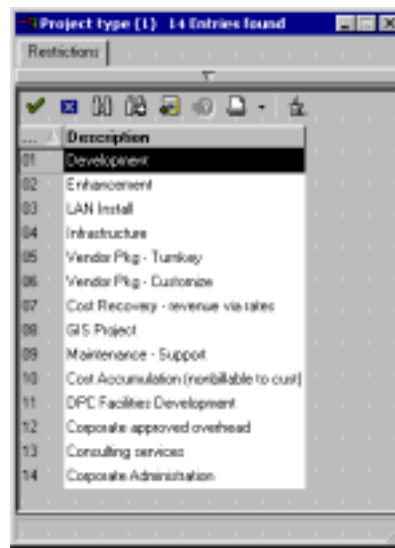 Project type (1) 14 Entries found
Restrictions
... Description
01 Development
02 Enhancement
03 LAN Install
04 Infrastructure
05 Vendor Pkg - Turnkey
06 Vendor Pkg - Customize
07 Cost Recovery - revenue via rates
08 GIS Project
09 Maintenance - Support
10 Cost Accumulation (nonbillable to cust)
11 DPC Facilities Development
12 Corporate approved overhead
13 Consulting services
14 Corporate Administration